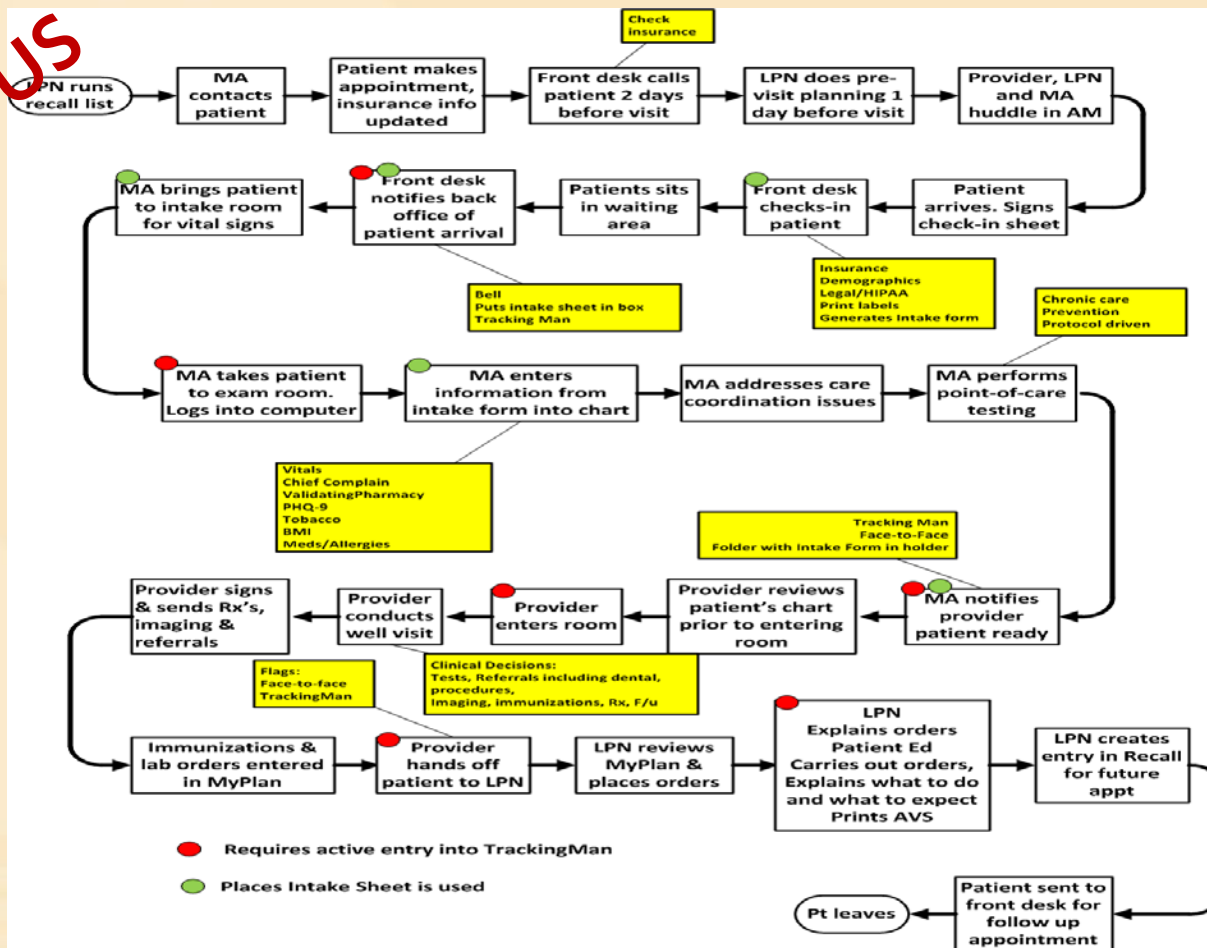 US
LPN runs
recall list
MA
contacts
patient
Patient makes
appointment,
insurance info
updated
Check
insurance
Front desk calls
patient 2 days
before visit
LPN does pre-
visit planning 1
day before visit
Provider, LPN
and MA
huddle in AM
Patient
arrives. Signs
check-in sheet
Front desk
checks-in
patient
Insurance
Demographics
Legal/HIPAA
Print labels
Generates Intake form
Patients sits
in waiting
area
Front desk
notifies back
office of
patient arrival
Bell
Puts intake sheet in box
Tracking Man
MA brings patient
to intake room
for vital signs
MA takes patient
to exam room.
Logs into computer
MA enters
information from
intake form into chart
Vitals
Chief Complain
ValidatingPharmacy
PHQ-9
Tobacco
BMI
Meds/Allergies
MA addresses care
coordination issues
MA performs
point-of-care
testing
Chronic care
Prevention
Protocol driven
MA notifies
provider
patient ready
Tracking Man
Face-to-Face
Folder with Intake Form in holder
Provider reviews
patient's chart
prior to entering
room
Provider
enters room
Provider
conducts
well visit
Clinical Decisions:
Tests, Referrals including dental,
procedures,
Imaging, immunizations, Rx, F/u
Provider signs
& sends Rx's,
imaging &
referrals
Immunizations &
lab orders entered
in MyPlan
Provider
hands off
patient to LPN
Flags:
Face-to-face
TrackingMan
LPN reviews
MyPlan &
places orders
LPN
Explains orders
Patient Ed
Carries out orders,
Explains what to do
and what to expect
Prints AVS
LPN creates
entry in Recall
for future
appt
Patient sent to
front desk for
follow up
appointment
Pt leaves
Requires active entry into TrackingMan
Places Intake Sheet is used